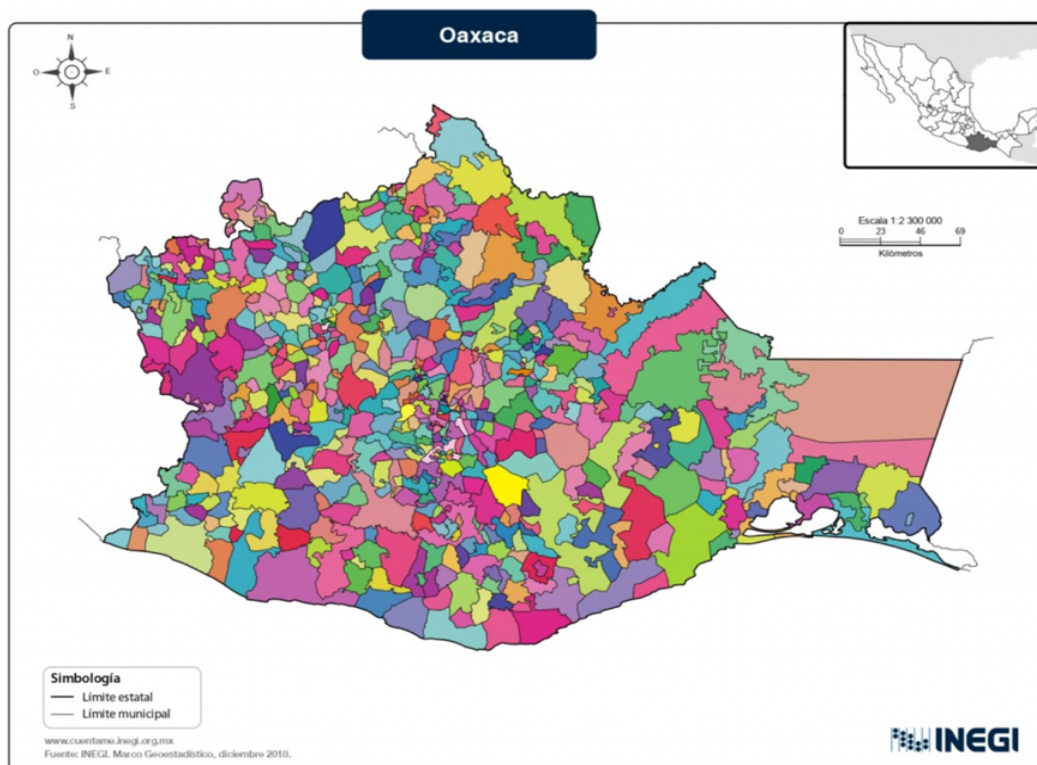 Oaxaca
N
O
E
S
Escala 1:2 300 000
0 23 46 69
Kilómetros
Simbología
Límite estatal
Límite municipal
www.cuentame.inegi.org.mx
Fuente: INEGI. Marco Geoestadístico, diciembre 2018.
INEGI